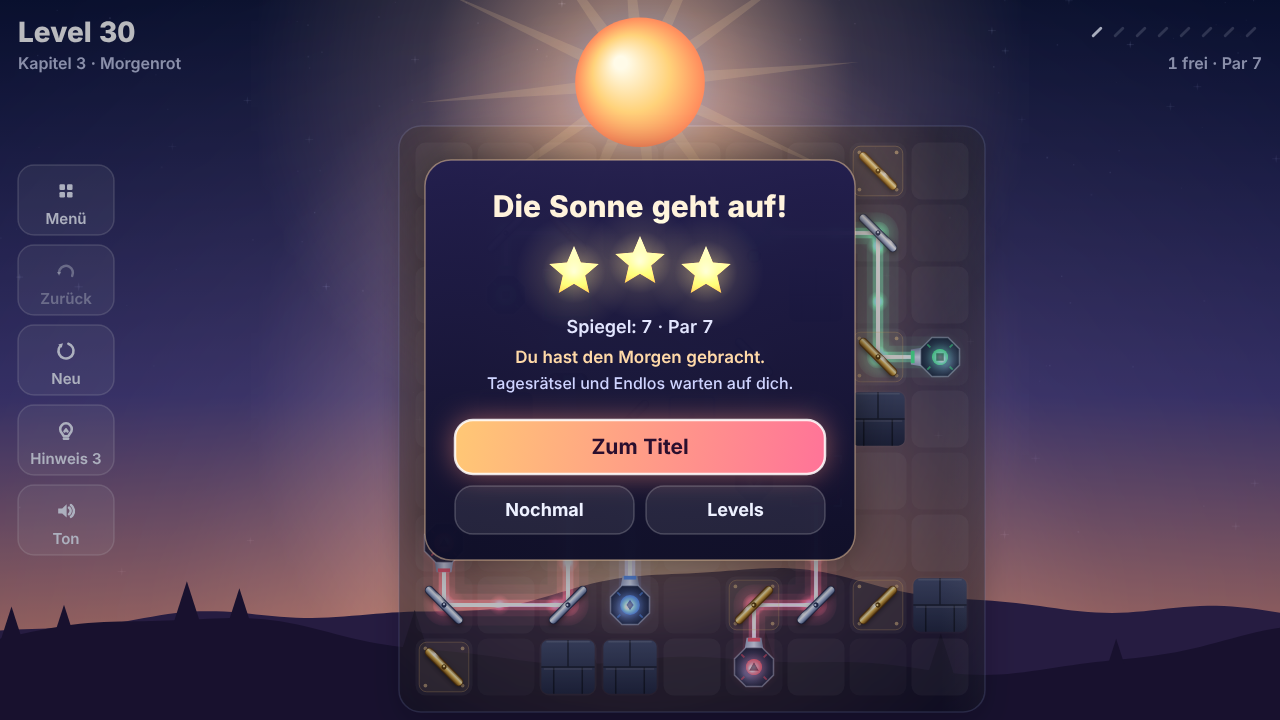 Level 30
Kapitel 3 · Morgenrot
1 frei · Par 7
Menü
Zurück
Neu
Hinweis 3
Ton
Die Sonne geht auf!
Spiegel: 7 · Par 7
Du hast den Morgen gebracht.
Tagesrätsel und Endlos warten auf dich.
Zum Titel
Nochmal
Levels